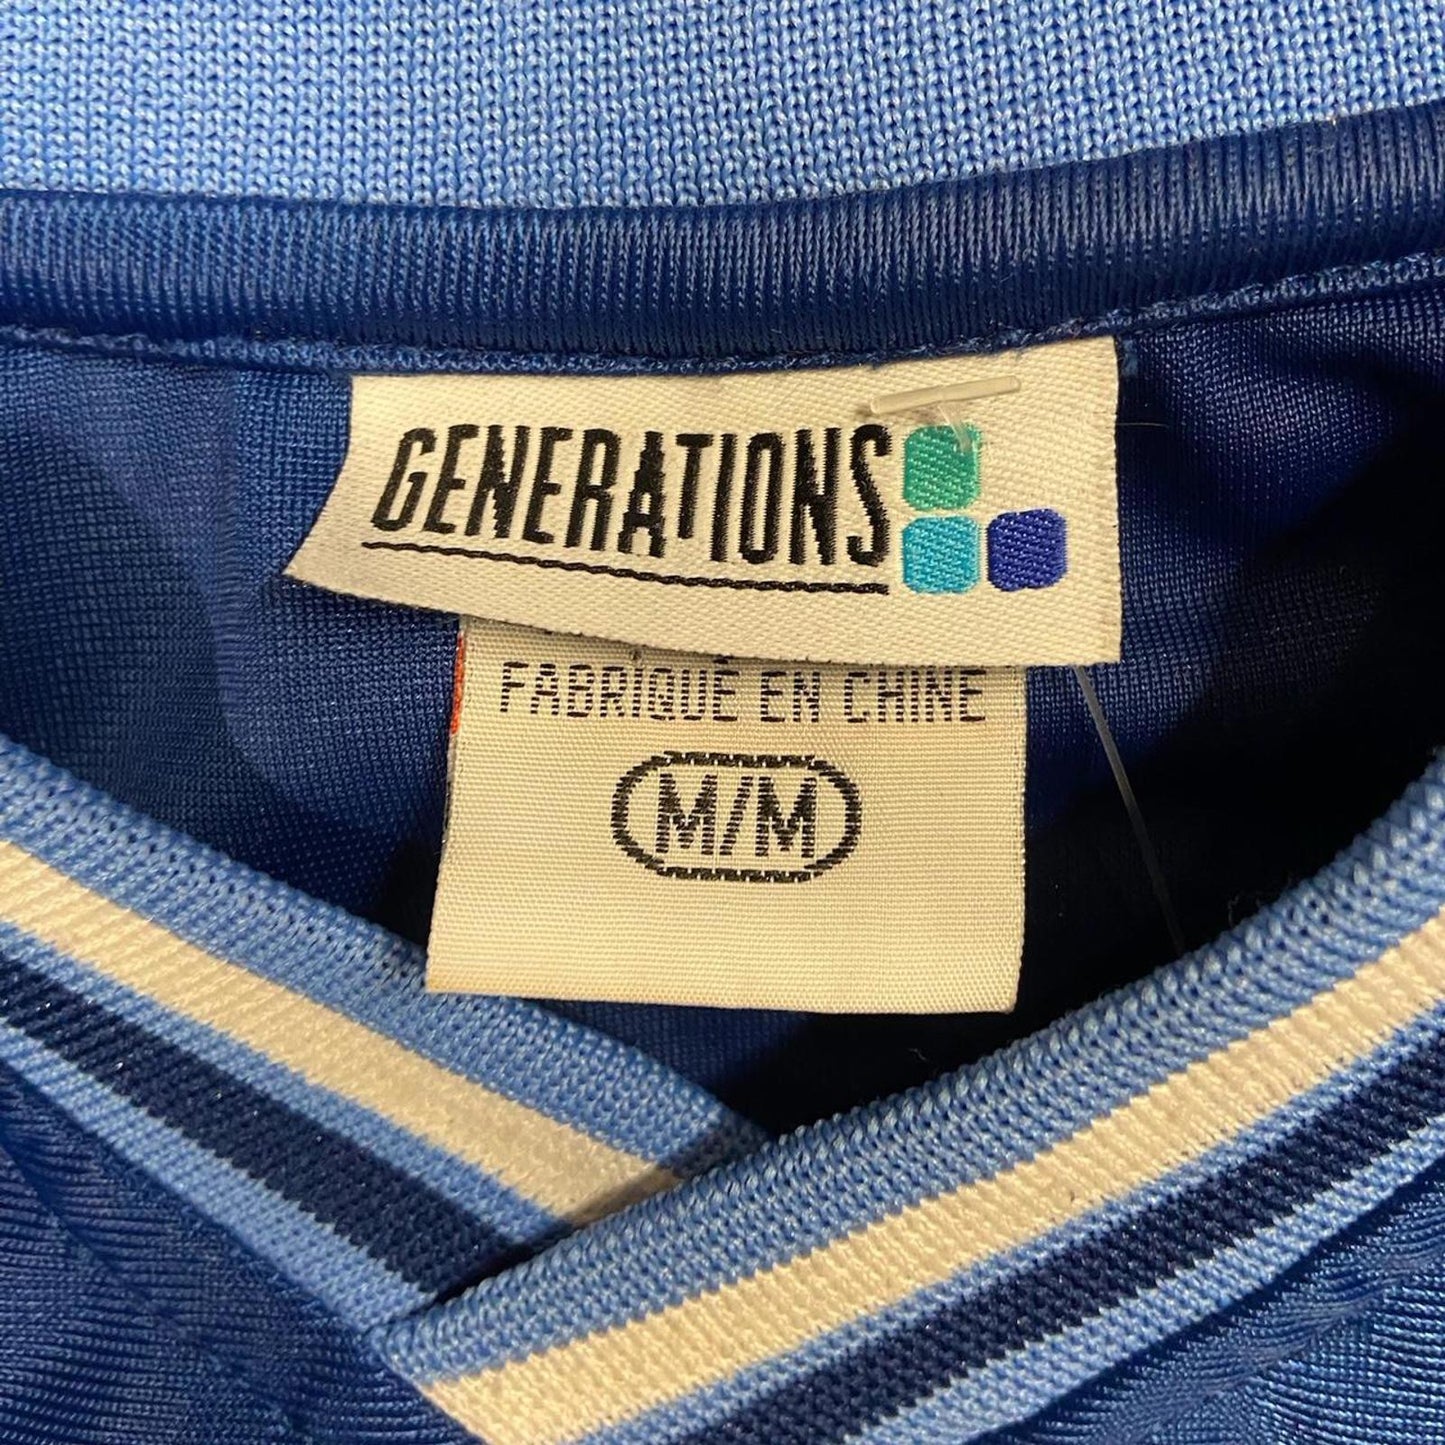 GENERATIONS
FABRIQUÉ EN CHINE
M/M